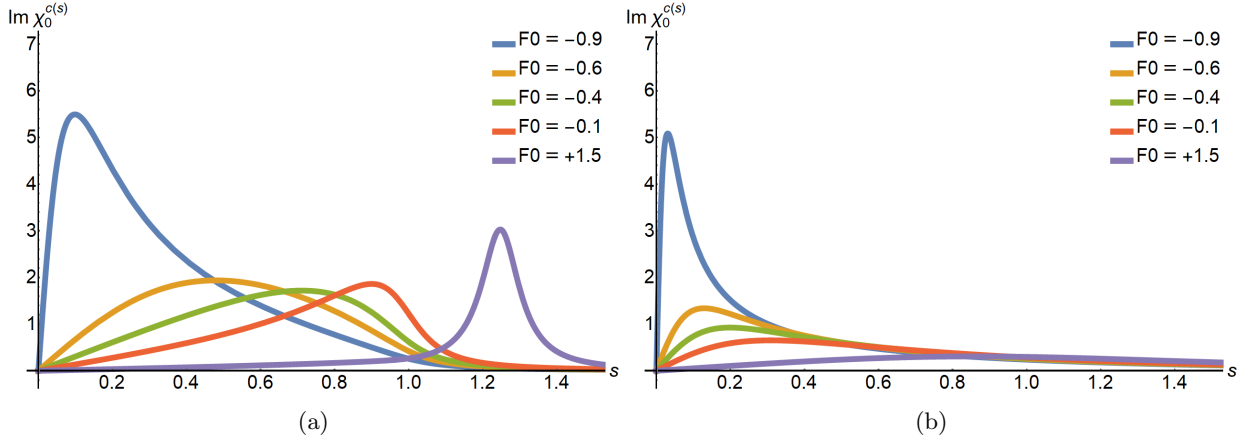 Im χ₀^c(s)
7
6
5
4
3
2
1
0.2 0.4 0.6 0.8 1.0 1.2 1.4 s
F0 = −0.9
F0 = −0.6
F0 = −0.4
F0 = −0.1
F0 = +1.5
(a)
Im χ₀^c(s)
7
6
5
4
3
2
1
0.2 0.4 0.6 0.8 1.0 1.2 1.4 s
F0 = −0.9
F0 = −0.6
F0 = −0.4
F0 = −0.1
F0 = +1.5
(b)